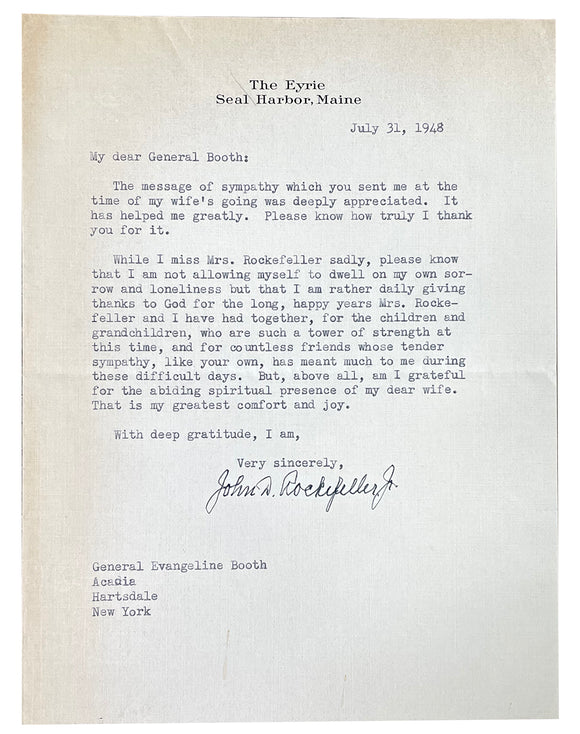 The Eyrie
Seal Harbor, Maine
July 31, 1948
My dear General Booth:
The message of sympathy which you sent me at the
time of my wife's going was deeply appreciated. It
has helped me greatly. Please know how truly I thank
you for it.
While I miss Mrs. Rockefeller sadly, please know
that I am not allowing myself to dwell on my own sor-
row and loneliness but that I am rather daily giving
thanks to God for the long, happy years Mrs. Rocke-
feller and I have had together, for the children and
grandchildren, who are such a tower of strength at
this time, and for countless friends whose tender
sympathy, like your own, has meant much to me during
these difficult days. But, above all, am I grateful
for the abiding spiritual presence of my dear wife.
That is my greatest comfort and joy.
With deep gratitude, I am,
Very sincerely,
John D. Rockefeller Jr.
General Evangeline Booth
Acadia
Hartsdale
New York